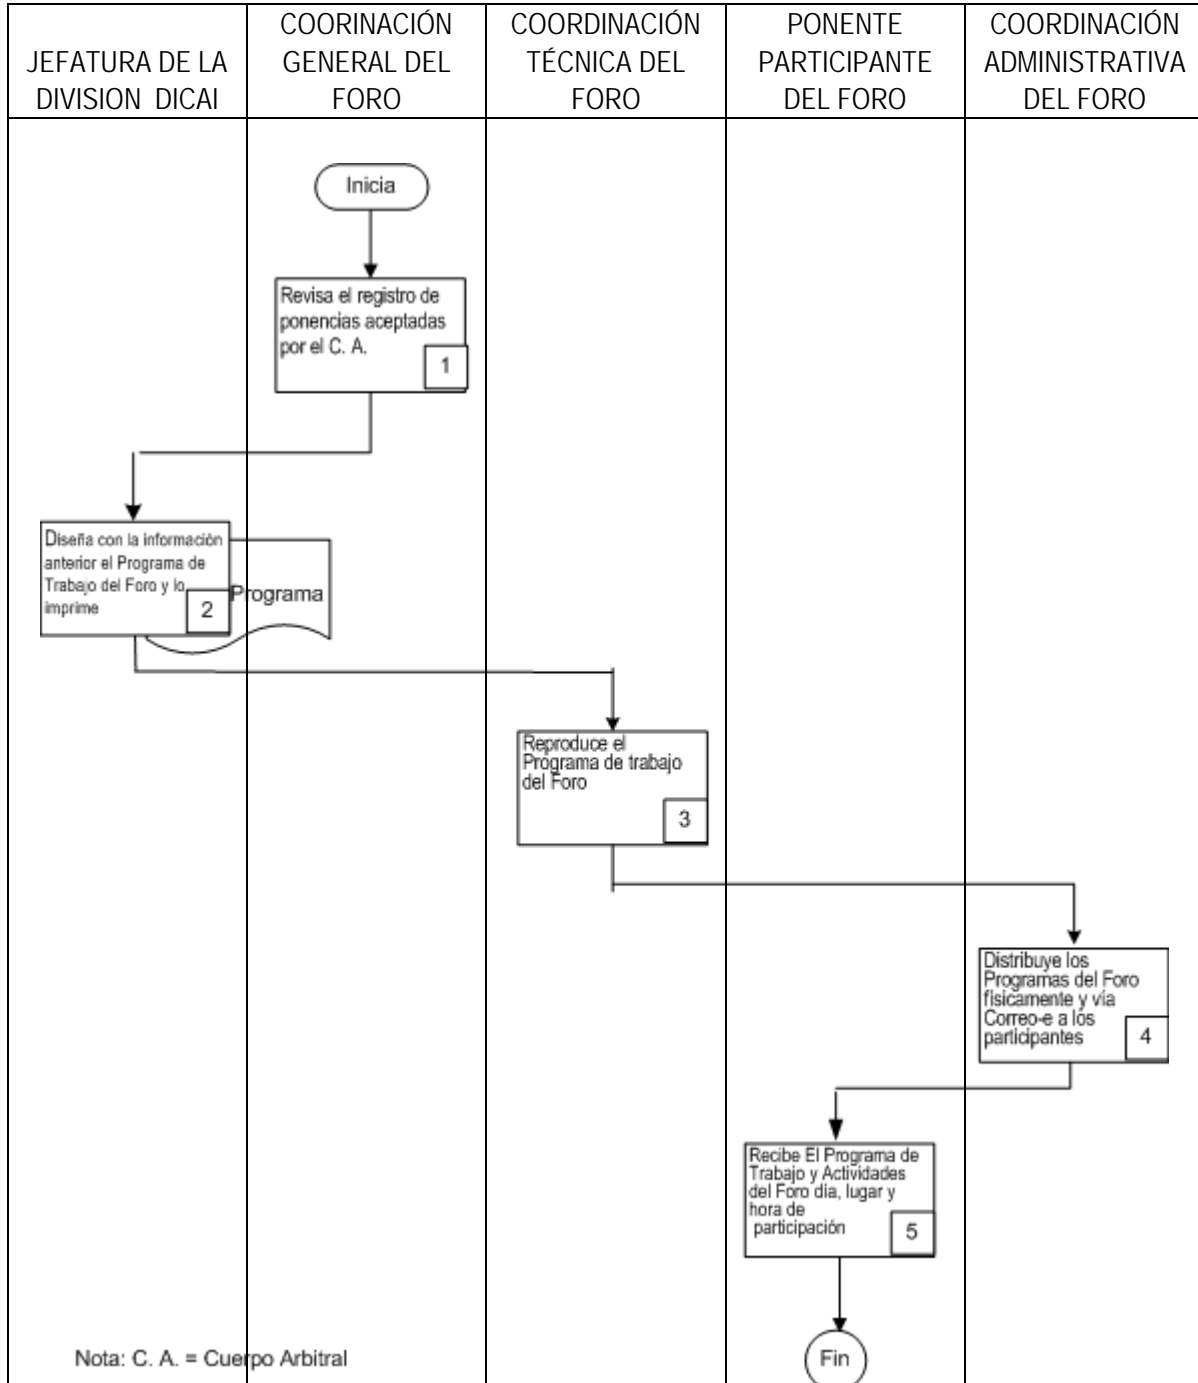 JEFATURA DE LA
DIVISION DICAI
COORINACIÓN
GENERAL DEL
FORO
COORDINACIÓN
TÉCNICA DEL
FORO
PONENTE
PARTICIPANTE
DEL FORO
COORDINACIÓN
ADMINISTRATIVA
DEL FORO
Inicia
Revisa el registro de
ponencias aceptadas
por el C. A.
1
Diseña con la información
anterior el Programa de
Trabajo del Foro y lo
imprime
2
Programa
Reproduce el
Programa de trabajo
del Foro
3
Distribuye los
Programas del Foro
fisicamente y vía
Correo-e a los
participantes
4
Recibe El Programa de
Trabajo y Actividades
del Foro dia, lugar y
hora de
participación
5
Fin
Nota: C. A. = Cuerpo Arbitral